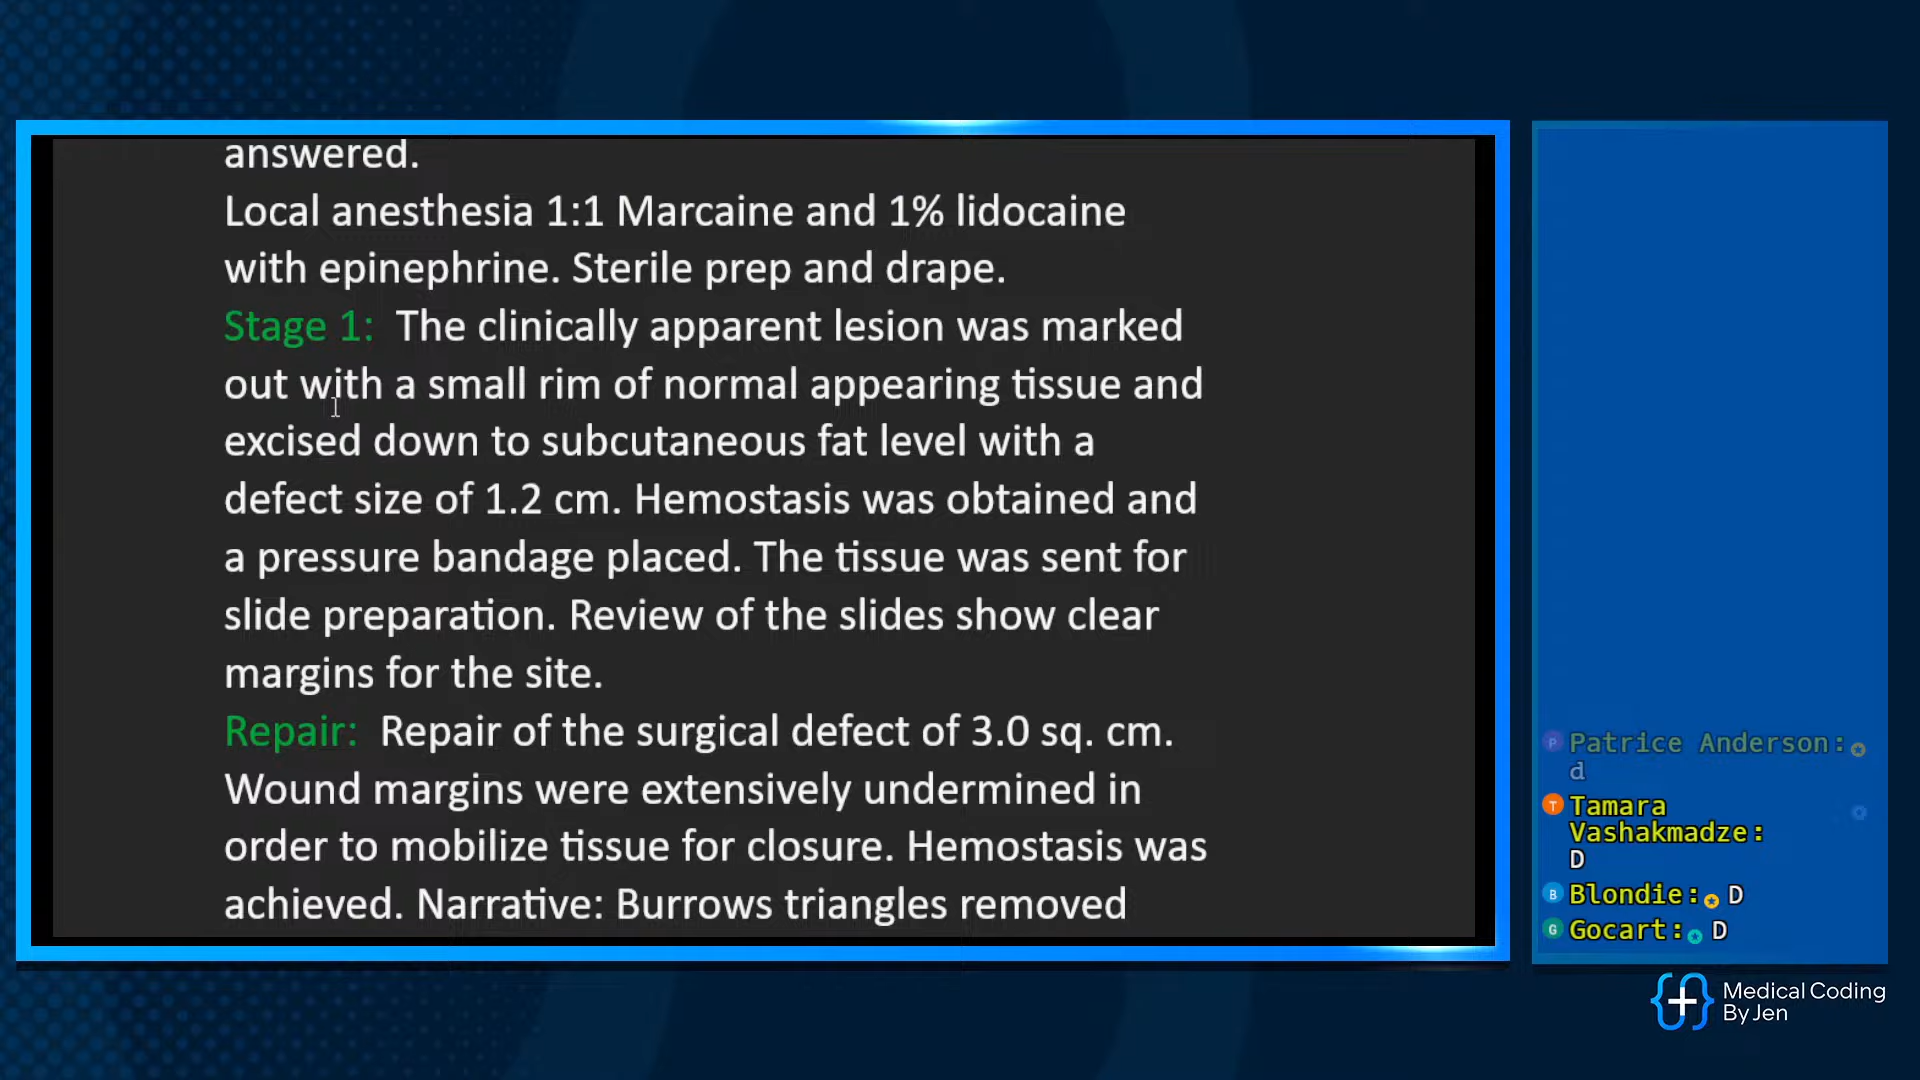 answered.
Local anesthesia 1:1 Marcaine and 1% lidocaine
with epinephrine. Sterile prep and drape.
Stage 1: The clinically apparent lesion was marked
out with a small rim of normal appearing tissue and
excised down to subcutaneous fat level with a
defect size of 1.2 cm. Hemostasis was obtained and
a pressure bandage placed. The tissue was sent for
slide preparation. Review of the slides show clear
margins for the site.
Repair: Repair of the surgical defect of 3.0 sq. cm.
Wound margins were extensively undermined in
order to mobilize tissue for closure. Hemostasis was
achieved. Narrative: Burrows triangles removed
P Patrice Anderson:
d
T Tamara
Vashakmadze:
D
B Blondie: D
G Gocart: D
Medical Coding
By Jen